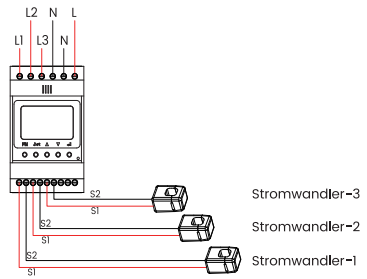 L2 N L
L1 L3 N
S2
S1
Stromwandler-3
S2
S1
Stromwandler-2
S2
S1
Stromwandler-1